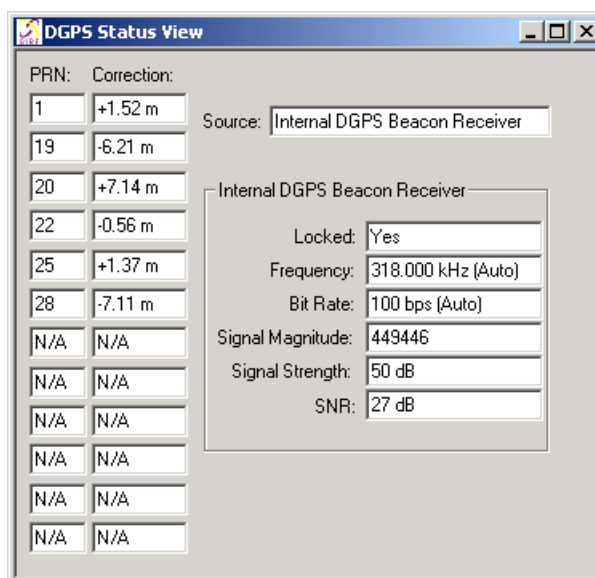 DGPS Status View
PRN: Correction:
1 +1.52 m
19 -6.21 m
20 +7.14 m
22 -0.56 m
25 +1.37 m
28 -7.11 m
N/A N/A
N/A N/A
N/A N/A
N/A N/A
N/A N/A
N/A N/A
Source: Internal DGPS Beacon Receiver
Internal DGPS Beacon Receiver
Locked: Yes
Frequency: 318.000 kHz (Auto)
Bit Rate: 100 bps (Auto)
Signal Magnitude: 449446
Signal Strength: 50 dB
SNR: 27 dB